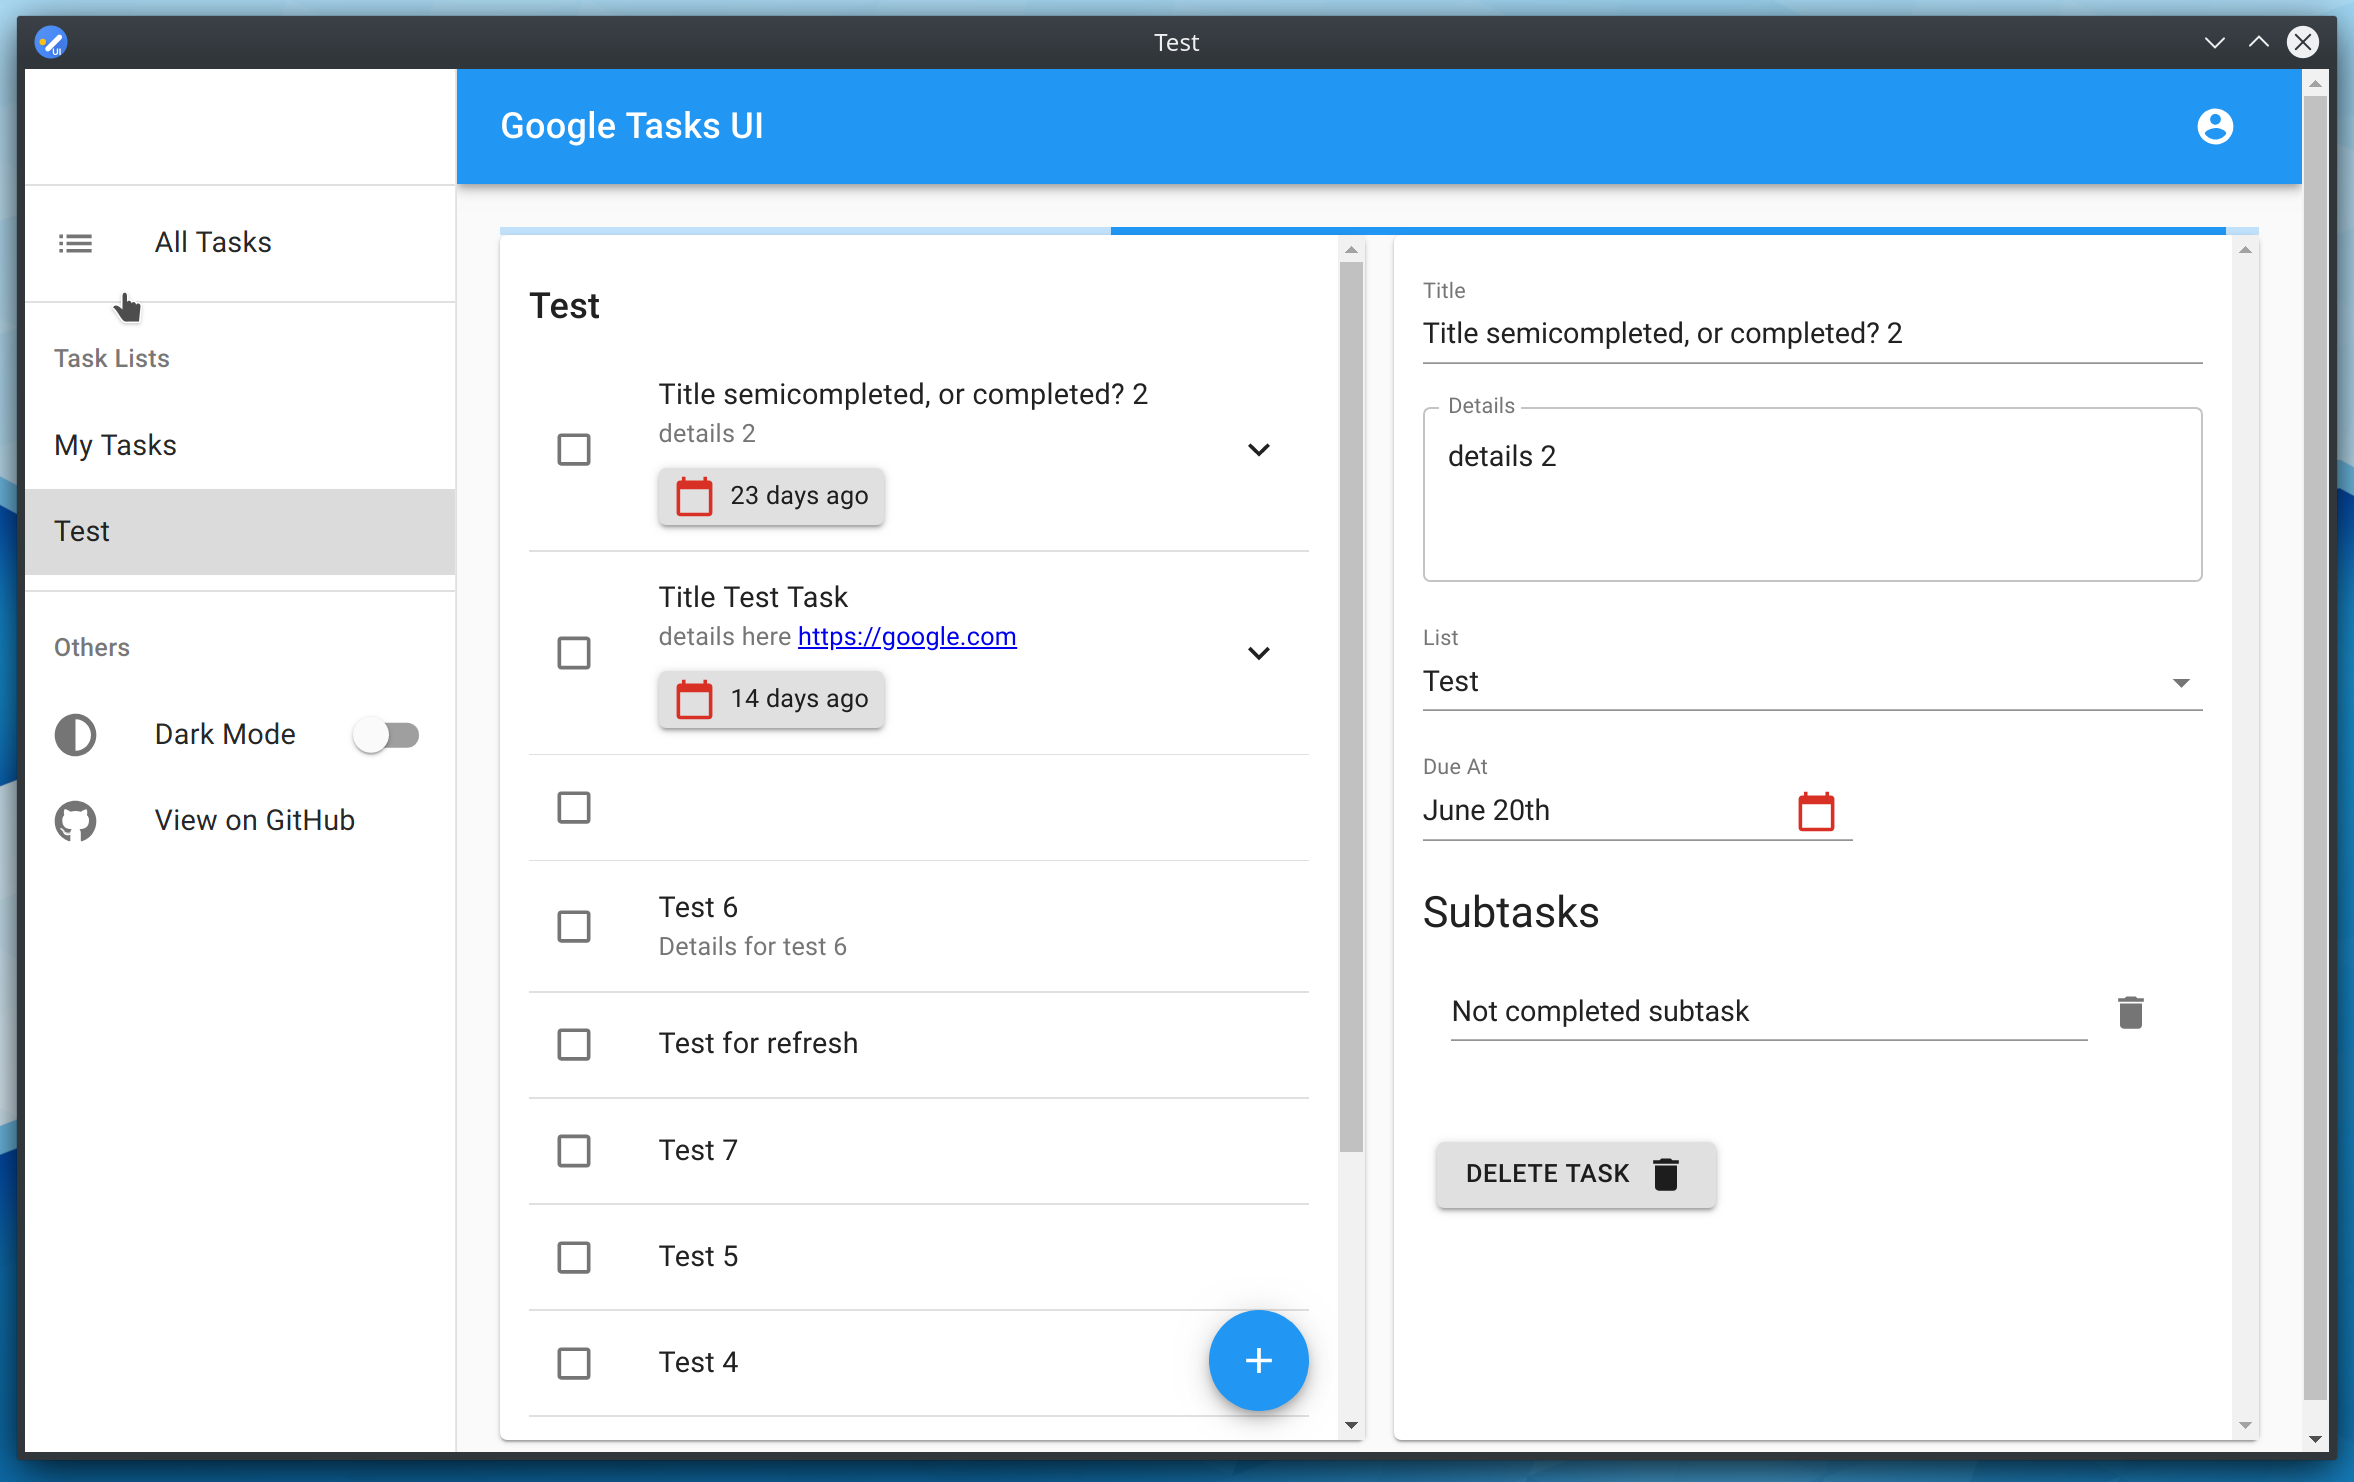 Test
UI
Google Tasks UI
All Tasks
Task Lists
My Tasks
Test
Others
Dark Mode
View on GitHub
Test
Title semicompleted, or completed? 2
details 2
23 days ago
Title Test Task
details here https://google.com
14 days ago
Test 6
Details for test 6
Test for refresh
Test 7
Test 5
Test 4
Title
Title semicompleted, or completed? 2
Details
details 2
List
Test
Due At
June 20th
Subtasks
Not completed subtask
DELETE TASK